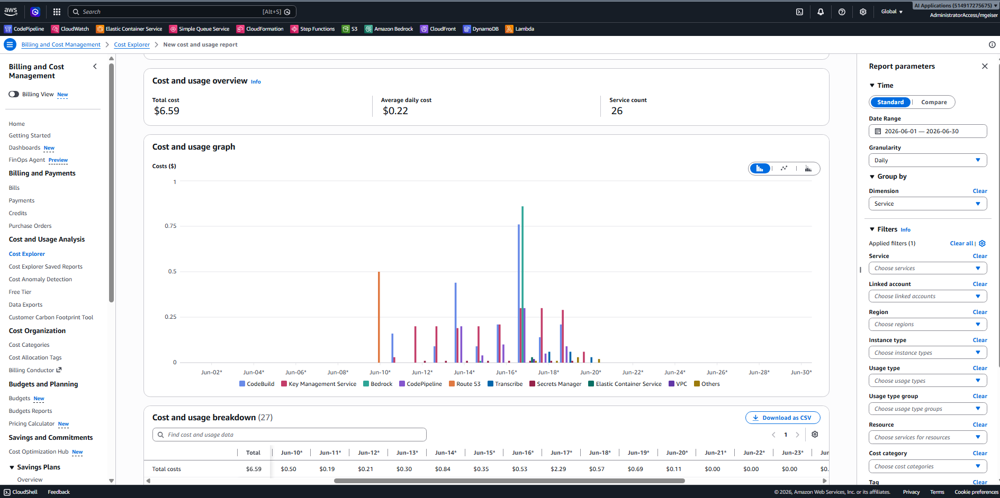 aws
Search [Alt+S]
Global
AI Applications (514917275675)
AdministratorAccess/mgeiser
CodePipeline CloudWatch Elastic Container Service Simple Queue Service CloudFormation Step Functions S3 Amazon Bedrock CloudFront DynamoDB Lambda
Billing and Cost Management > Cost Explorer > New cost and usage report
Billing and Cost
Management
Billing View New
Home
Getting Started
Dashboards New
FinOps Agent Preview
Billing and Payments
Bills
Payments
Credits
Purchase Orders
Cost and Usage Analysis
Cost Explorer
Cost Explorer Saved Reports
Cost Anomaly Detection
Free Tier
Data Exports
Customer Carbon Footprint Tool
Cost Organization
Cost Categories
Cost Allocation Tags
Billing Conductor
Budgets and Planning
Budgets New
Budgets Reports
Pricing Calculator New
Savings and Commitments
Cost Optimization Hub New
Savings Plans
Overview
Cost and usage overview Info
Total cost
$6.59
Average daily cost
$0.22
Service count
26
Cost and usage graph
Costs ($)
1
0.75
0.5
0.25
0
Jun-02* Jun-04* Jun-06* Jun-08* Jun-10* Jun-12* Jun-14* Jun-16* Jun-18* Jun-20* Jun-22* Jun-24* Jun-26* Jun-28* Jun-30*
CodeBuild Key Management Service Bedrock CodePipeline Route 53 Transcribe Secrets Manager Elastic Container Service VPC Others
Cost and usage breakdown (27)
Download as CSV
Find cost and usage data
1
Total Jun-10* Jun-11* Jun-12* Jun-13* Jun-14* Jun-15* Jun-16* Jun-17* Jun-18* Jun-19* Jun-20* Jun-21* Jun-22* Jun-23* Jun
Total costs $6.59 $0.50 $0.19 $0.21 $0.30 $0.84 $0.35 $0.53 $2.29 $0.57 $0.69 $0.11 $0.00 $0.00 $0.00 $0.
Report parameters
Time
Standard Compare
Date Range
2026-06-01 — 2026-06-30
Granularity
Daily
Group by
Dimension Clear
Service
Filters Info
Applied filters (1) Clear all
Service Clear
Choose services
Linked account Clear
Choose linked accounts
Region Clear
Choose regions
Instance type Clear
Choose instance types
Usage type Clear
Choose usage types
Usage type group Clear
Choose usage type groups
Resource Clear
Choose services for resources
Cost category Clear
Choose cost categories
Tag Clear
CloudShell Feedback
© 2026, Amazon Web Services, Inc. or its affiliates. Privacy Terms Cookie preferences